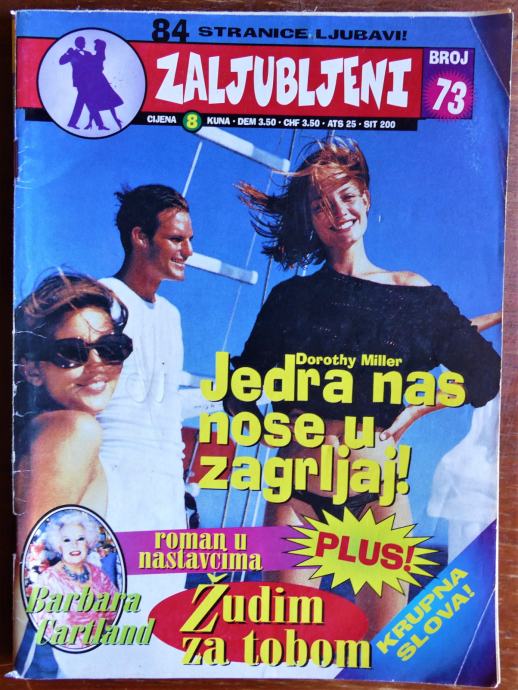 84 STRANICE LJUBAVI!
ZALJUBLJENI
BROJ
73
CIJENA 8 KUNA · DEM 3.50 · CHF 3.50 · ATS 25 · SIT 200
Dorothy Miller
Jedra nas
nose u
zagrljaj!
roman u
nastavcima
PLUS!
Barbara
Cartland
Žudim
za tobom
KRUPNA
SLOVA!